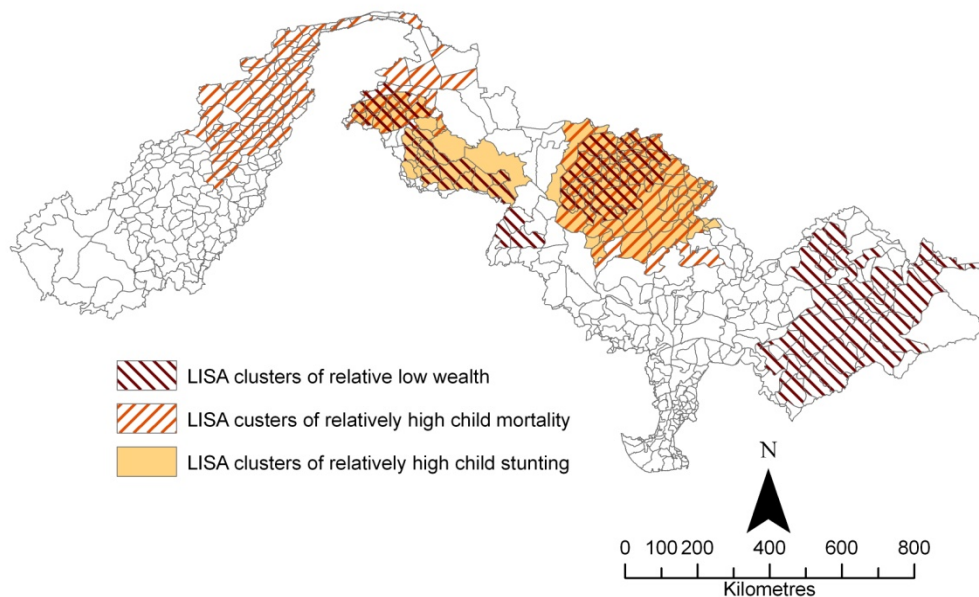 LISA clusters of relative low wealth
LISA custers of relatively high child mortality
LISA clusters of relatively high child stunting
N
0 100 200 400 600 800
Kilometres